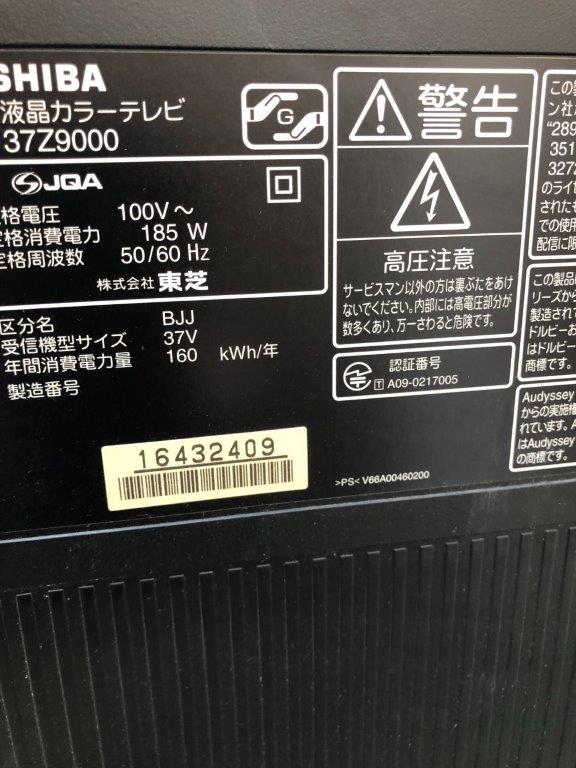 SHIBA
液晶カラーテレビ
37Z9000
G
JQA
格電圧 100V～
定格消費電力 185 W
定格周波数 50/60 Hz
株式会社 東芝
区分名 BJJ
受信機型サイズ 37V
年間消費電力量 160 kWh/年
製造番号
16432409
警告
高圧注意
サービスマン以外の方は裏ぶたをあけ
ないでください。内部には高電圧部分が
数多くあり、万一さわると危険です。
認証番号
T A09-0217005
>PS< V66A00460200
この製
ン社
"289
351
3272
のライセ
されたも
での使用
配信に限
この製品は
リーズから
製造され
ドルビー
はドルビー
商標です。
Audyssey
からの実施権
れています。A
はAudyssey
の商標です。